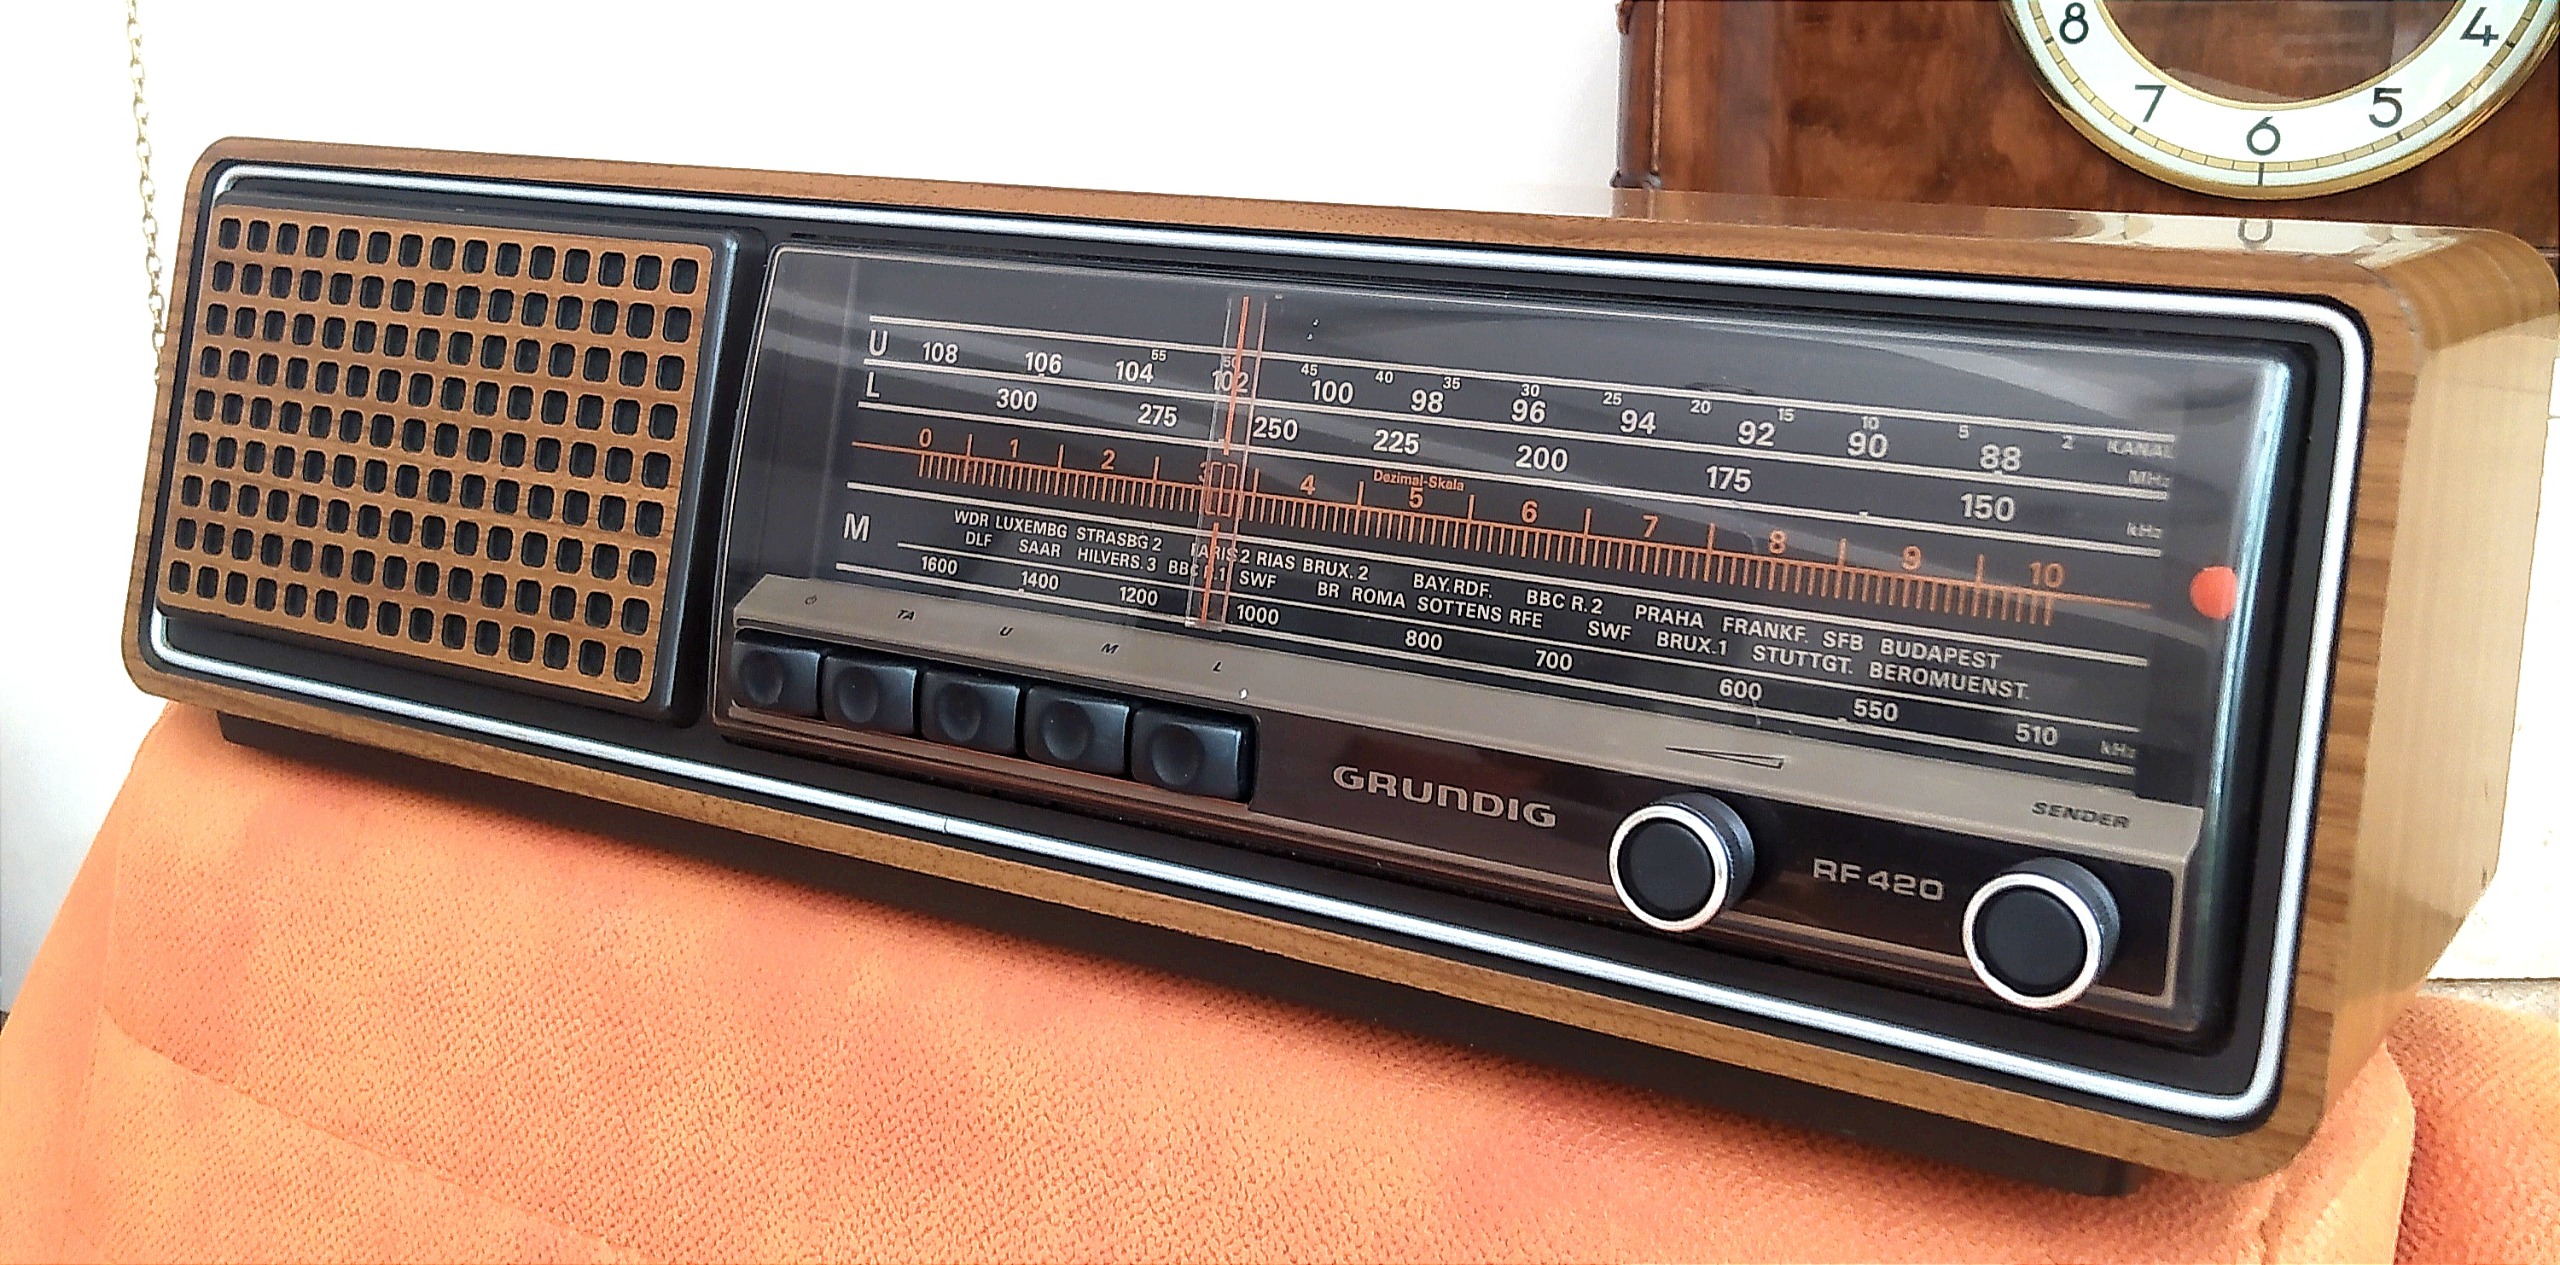 8 7 6 5 4
U 108 106 104 102 100 98 96 94 92 90 88 MHz
55 50 45 40 35 30 25 20 15 10 5 2 KANAL
L 300 275 250 225 200 175 150 kHz
Dezimal-Skala
0 1 2 3 4 5 6 7 8 9 10
M WDR LUXEMBG STRASBG 2 PARIS 2 RIAS BRUX. 2 BAY.RDF. BBC R. 2 PRAHA FRANKF. SFB BUDAPEST
DLF SAAR HILVERS. 3 BBC R.1 SWF BR ROMA SOTTENS RFE SWF BRUX.1 STUTTGT. BEROMUENST.
1600 1400 1200 1000 800 700 600 550 510 kHz
TA U M L
SENDER
GRUNDIG
RF 420